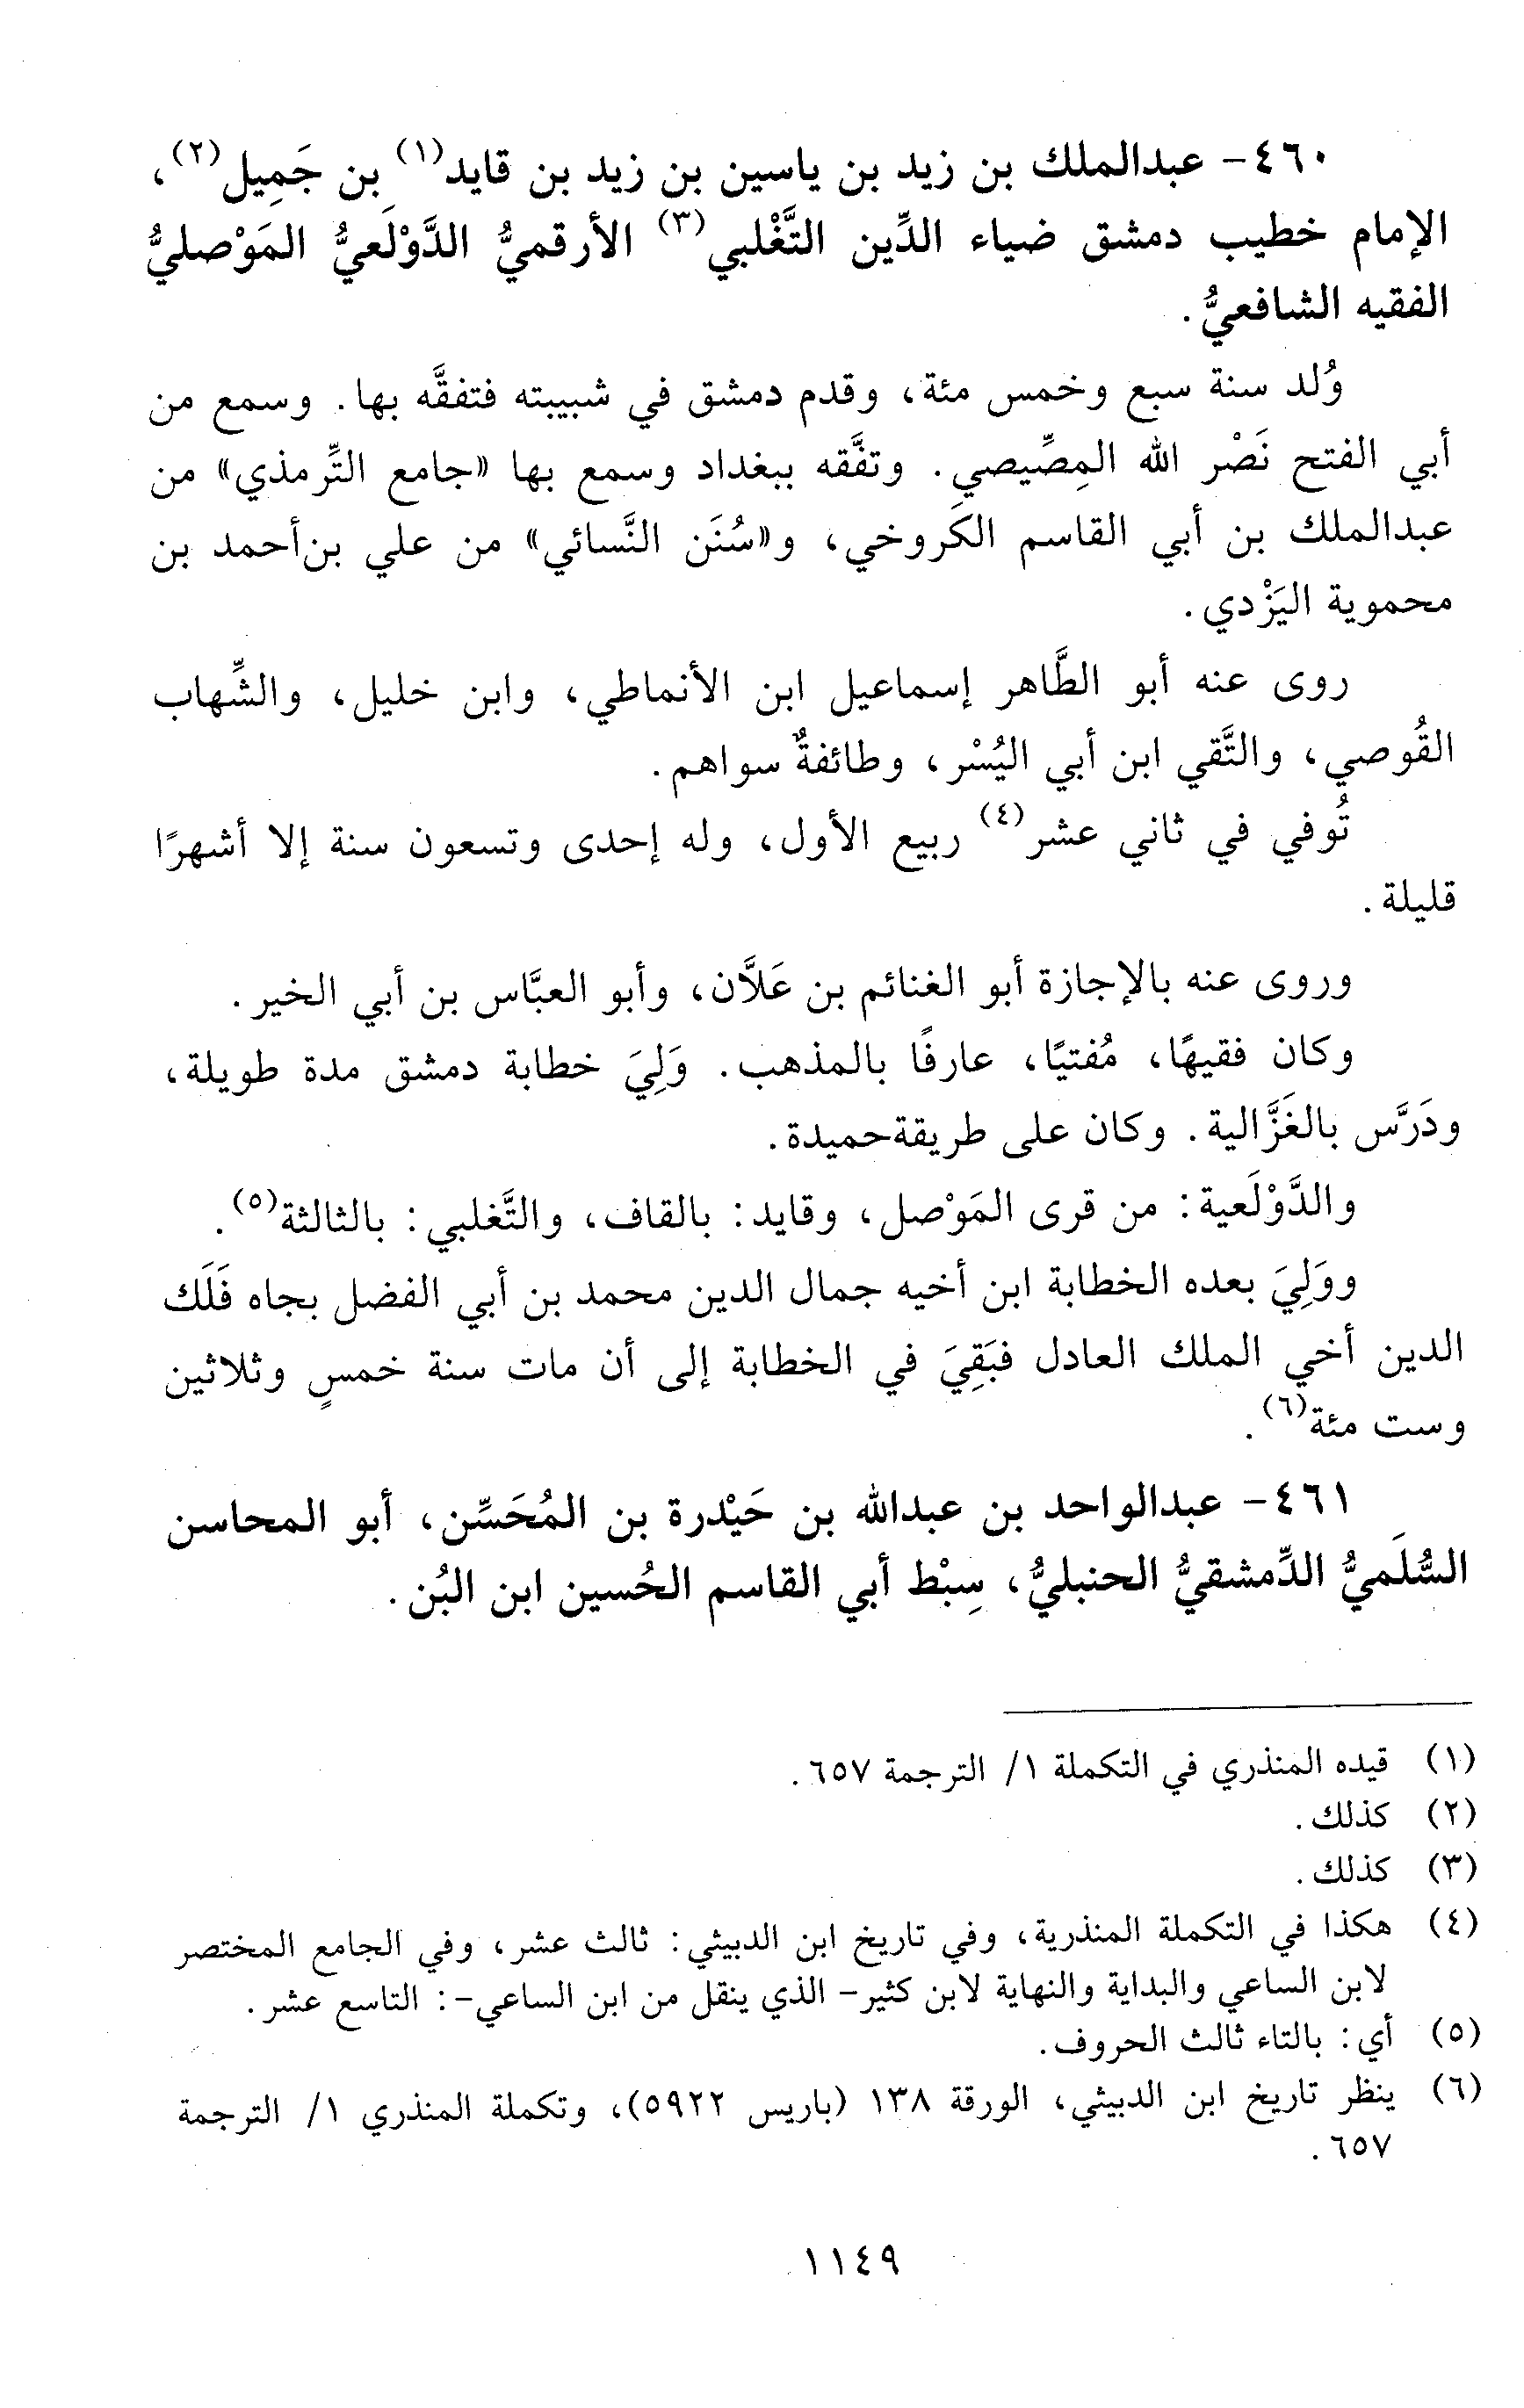 ٤٦٠- عبدالملك بن زيد بن ياسين بن زيد بن قايد(١) بن جَمِيل(٢)،
الإمام خطيب دمشق ضياء الدِّين التَّغْلبي(٣) الأرقميُّ الدَّوْلَعيُّ المَوْصليُّ
الفقيه الشافعيُّ.
وُلد سنة سبع وخمس مئة، وقدم دمشق في شبيبته فتفقَّه بها. وسمع من
أبي الفتح نَصْر الله المِصِّيصي. وتفَّقه ببغداد وسمع بها «جامع التِّرمذي» من
عبدالملك بن أبي القاسم الكَروخي، و«سُنَن النَّسائي» من علي بن أحمد بن
محموية اليَزْدي.
روى عنه أبو الطَّاهر إسماعيل ابن الأنماطي، وابن خليل، والشِّهاب
القُوصي، والتَّقي ابن أبي اليُسْر، وطائفةٌ سواهم.
تُوفي في ثاني عشر(٤) ربيع الأول، وله إحدى وتسعون سنة إلا أشهرًا
قليلة.
وروى عنه بالإجازة أبو الغنائم بن عَلاَّن، وأبو العبَّاس بن أبي الخير.
وكان فقيهًا، مُفتيًا، عارفًا بالمذهب. وَلِيَ خطابة دمشق مدة طويلة،
ودَرَّس بالغَزَّالية. وكان على طريقة حميدة.
والدَّوْلَعية: من قرى المَوْصل، وقايد: بالقاف، والتَّغلبي: بالثالثة(٥).
ووَلِيَ بعده الخطابة ابن أخيه جمال الدين محمد بن أبي الفضل بجاه فَلَك
الدين أخي الملك العادل فبَقِيَ في الخطابة إلى أن مات سنة خمسٍ وثلاثين
وست مئة(٦).
٤٦١- عبدالواحد بن عبدالله بن حَيْدرة بن المُحَسِّن، أبو المحاسن
السُّلَميُّ الدِّمشقيُّ الحنبليُّ، سِبْط أبي القاسم الحُسين ابن البُن.
(١) قيده المنذري في التكملة ١/ الترجمة ٦٥٧.
(٢) كذلك.
(٣) كذلك.
(٤) هكذا في التكملة المنذرية، وفي تاريخ ابن الدبيثي: ثالث عشر، وفي الجامع المختصر
لابن الساعي والبداية والنهاية لابن كثير- الذي ينقل من ابن الساعي-: التاسع عشر.
(٥) أي: بالتاء ثالث الحروف.
(٦) ينظر تاريخ ابن الدبيثي، الورقة ١٣٨ (باريس ٥٩٢٢)، وتكملة المنذري ١/ الترجمة
٦٥٧.
١١٤٩